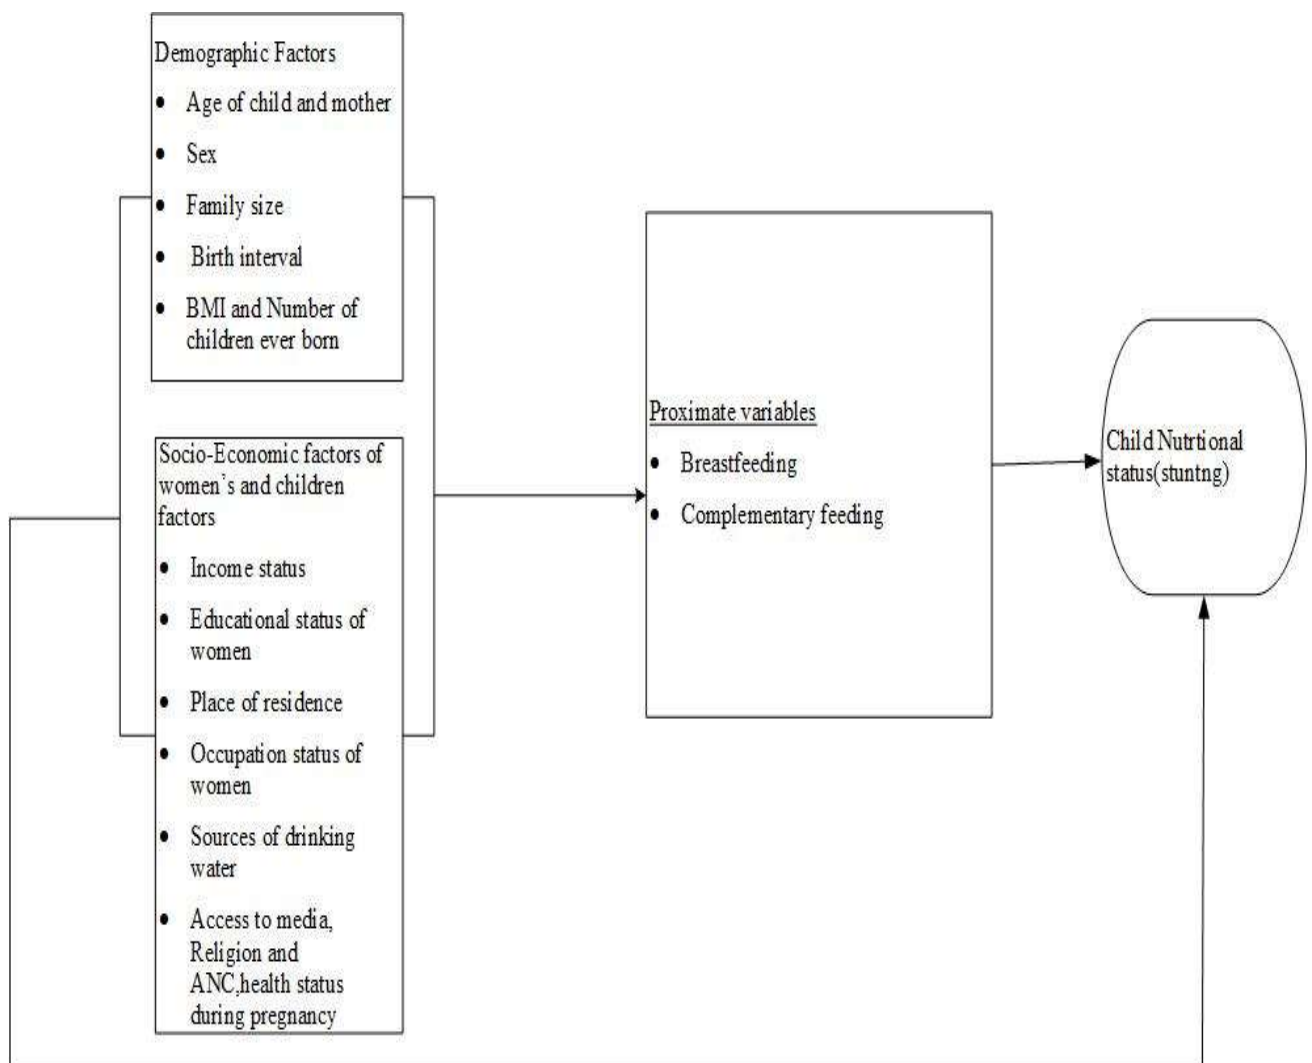 Demographic Factors
• Age of child and mother
• Sex
• Family size
• Birth interval
• BMI and Number of
children ever born
Socio-Economic factors of
women's and children
factors
• Income status
• Educational status of
women
• Place of residence
• Occupation status of
women
• Sources of drinking
water
• Access to media,
Religion and
ANC,health status
during pregnancy
Proximate variables
• Breastfeeding
• Complementary feeding
Child Nutrtional
status(stuntng)